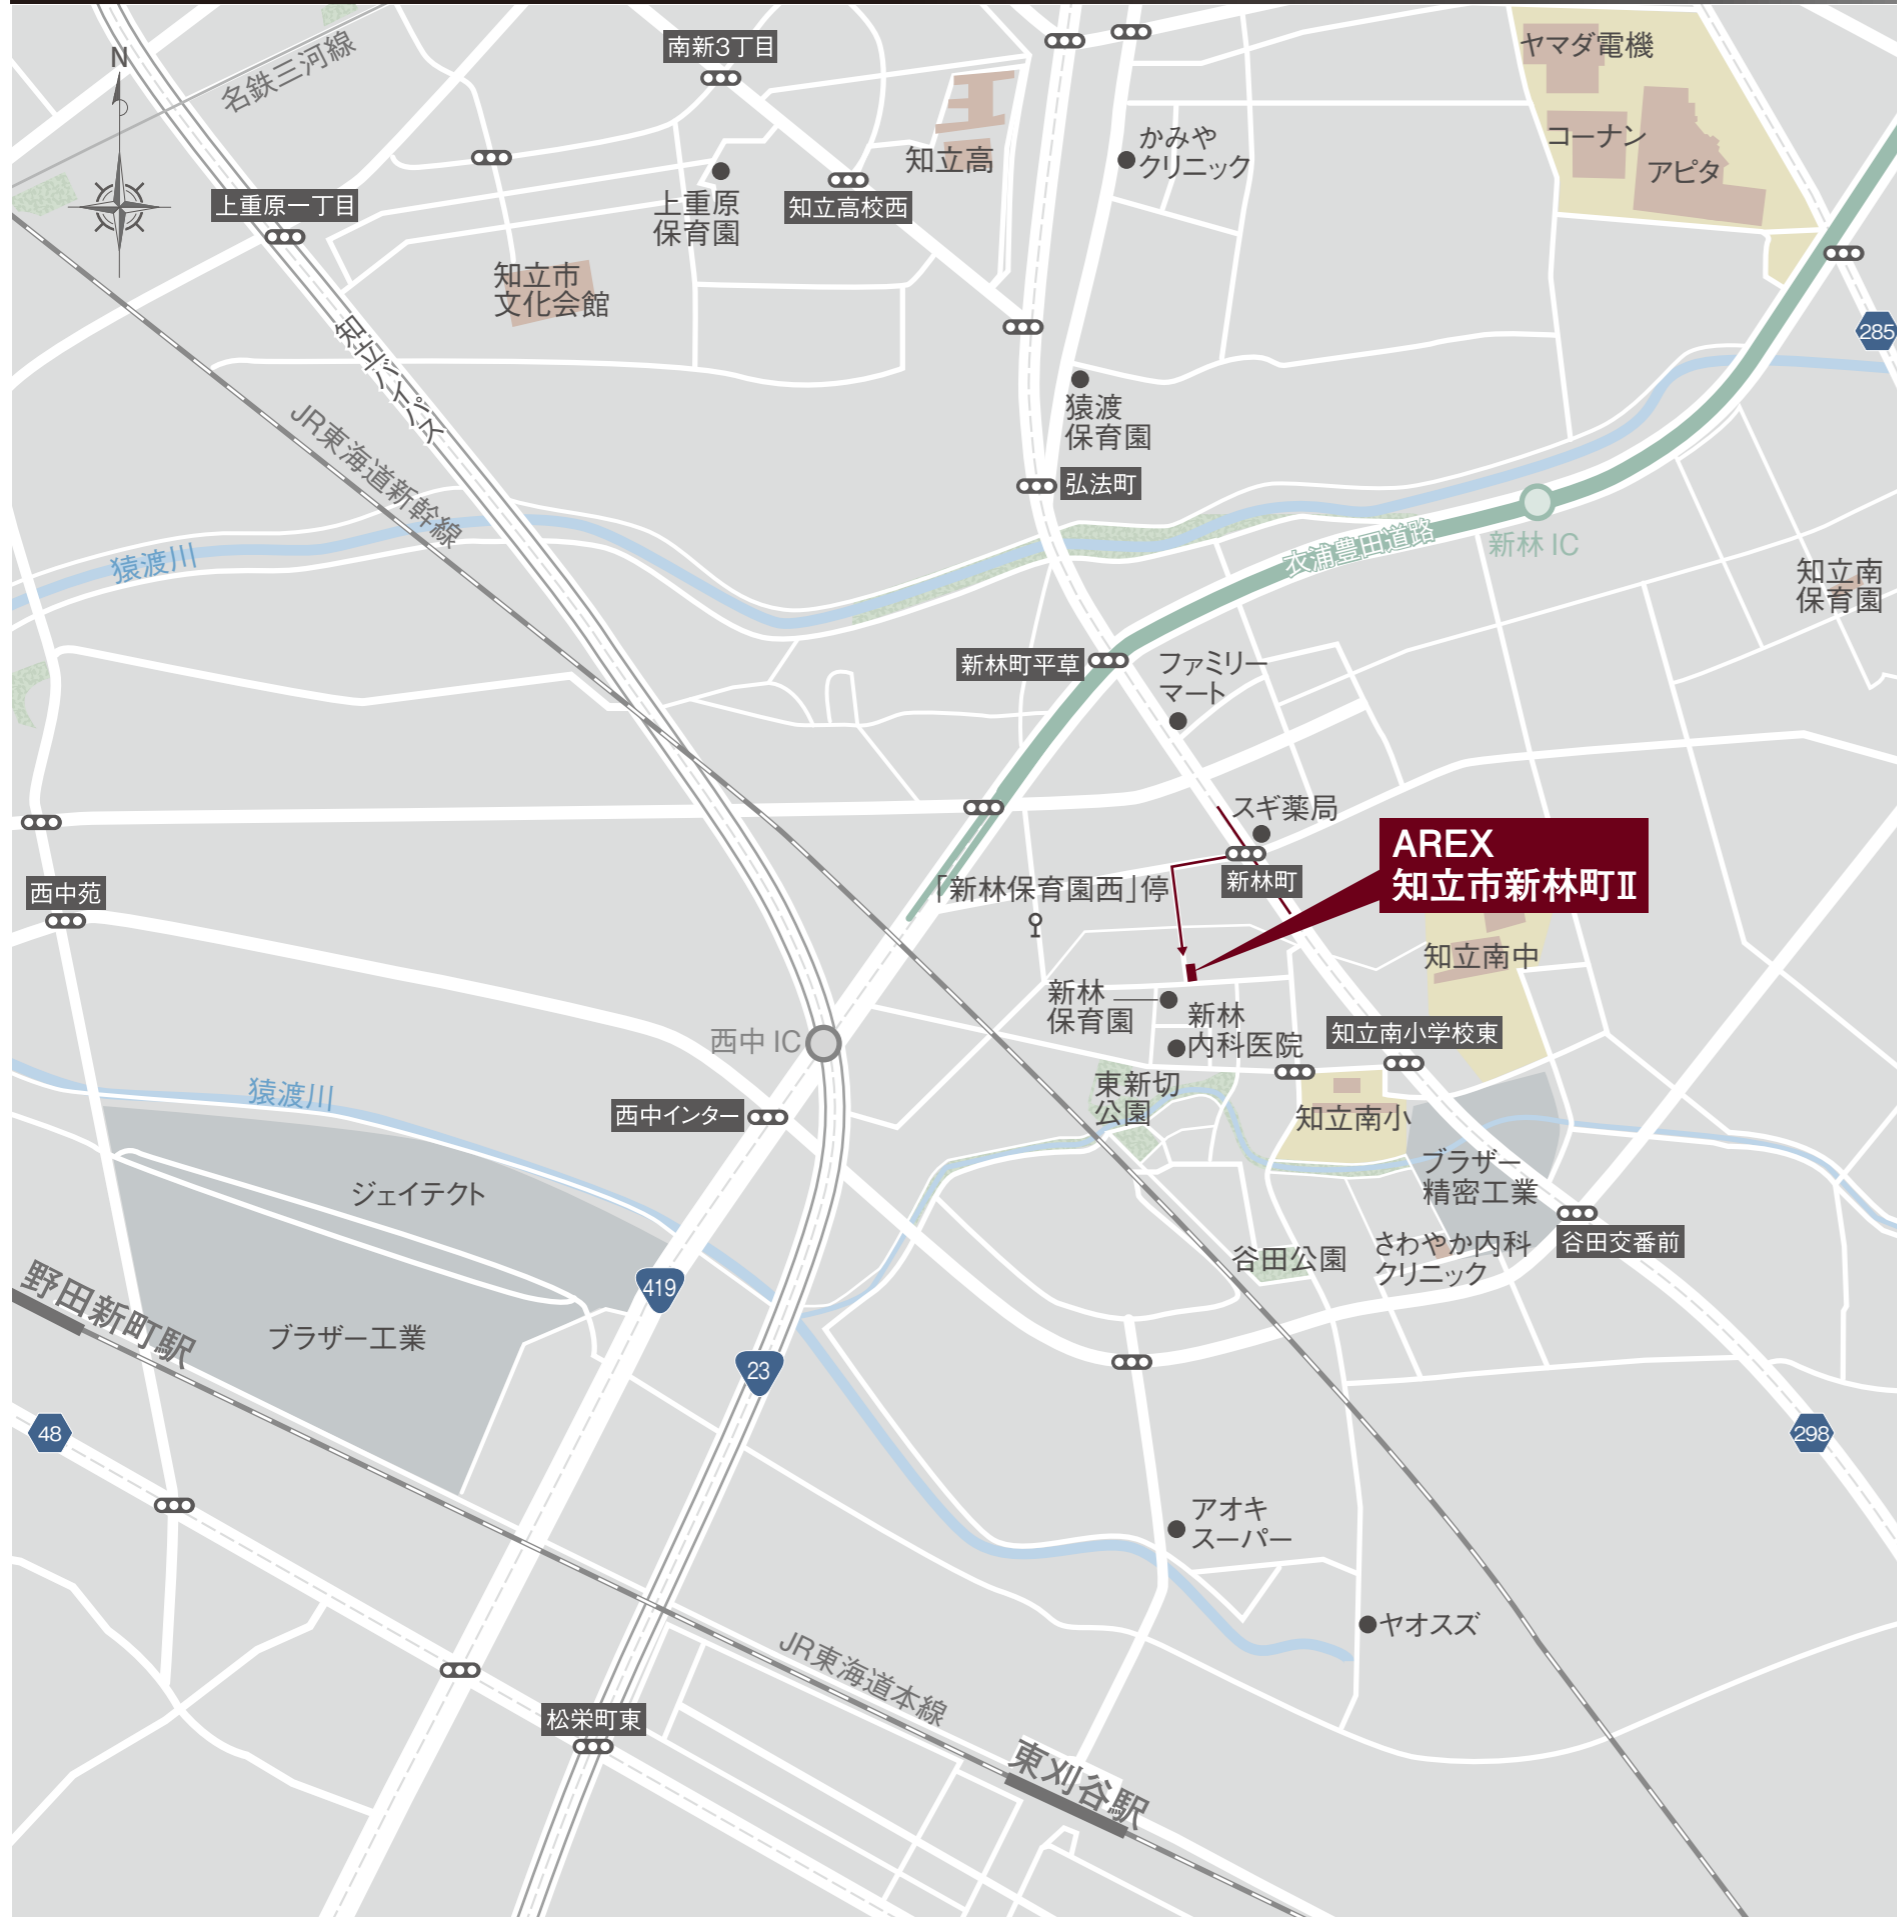 N
名鉄三河線
南新3丁目
ヤマダ電機
コーナン
アピタ
知立高
かみや
クリニック
上重原一丁目
上重原
保育園
知立高校西
知立市
文化会館
知立バイパス
285
JR東海道新幹線
猿渡
保育園
弘法町
猿渡川
衣浦豊田道路
新林 IC
知立南
保育園
新林町平草
ファミリー
マート
スギ薬局
AREX
知立市新林町Ⅱ
西中苑
「新林保育園西」停
新林町
知立南中
新林
保育園
新林
内科医院
知立南小学校東
西中 IC
猿渡川
西中インター
東新切
公園
知立南小
ブラザー
精密工業
ジェイテクト
谷田公園
さわやか内科
クリニック
谷田交番前
野田新町駅
419
ブラザー工業
23
48
298
アオキ
スーパー
ヤオスズ
JR東海道本線
松栄町東
東刈谷駅